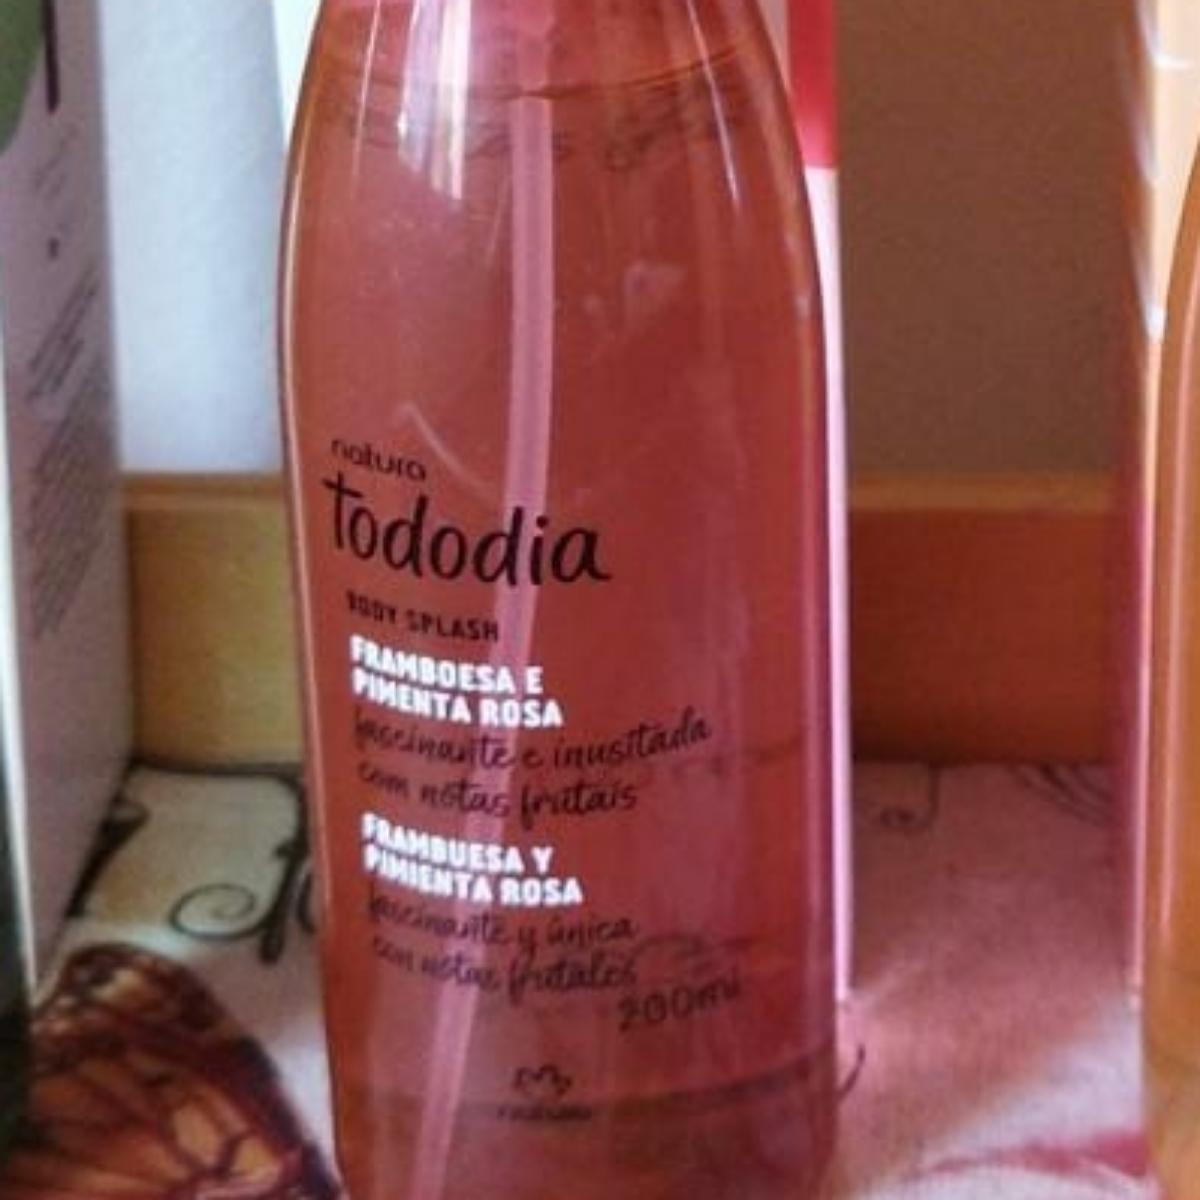 natura
tododia
BODY SPLASH
FRAMBOESA E
PIMENTA ROSA
fascinante e inusitada
com notas frutais
FRAMBUESA Y
PIMIENTA ROSA
fascinante y única
con notas frutales
200ml
natura